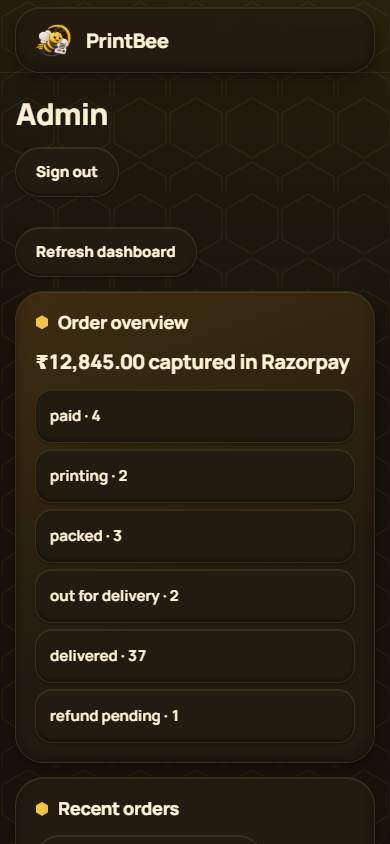 PrintBee
Admin
Sign out
Refresh dashboard
Order overview
₹12,845.00 captured in Razorpay
paid · 4
printing · 2
packed · 3
out for delivery · 2
delivered · 37
refund pending · 1
Recent orders